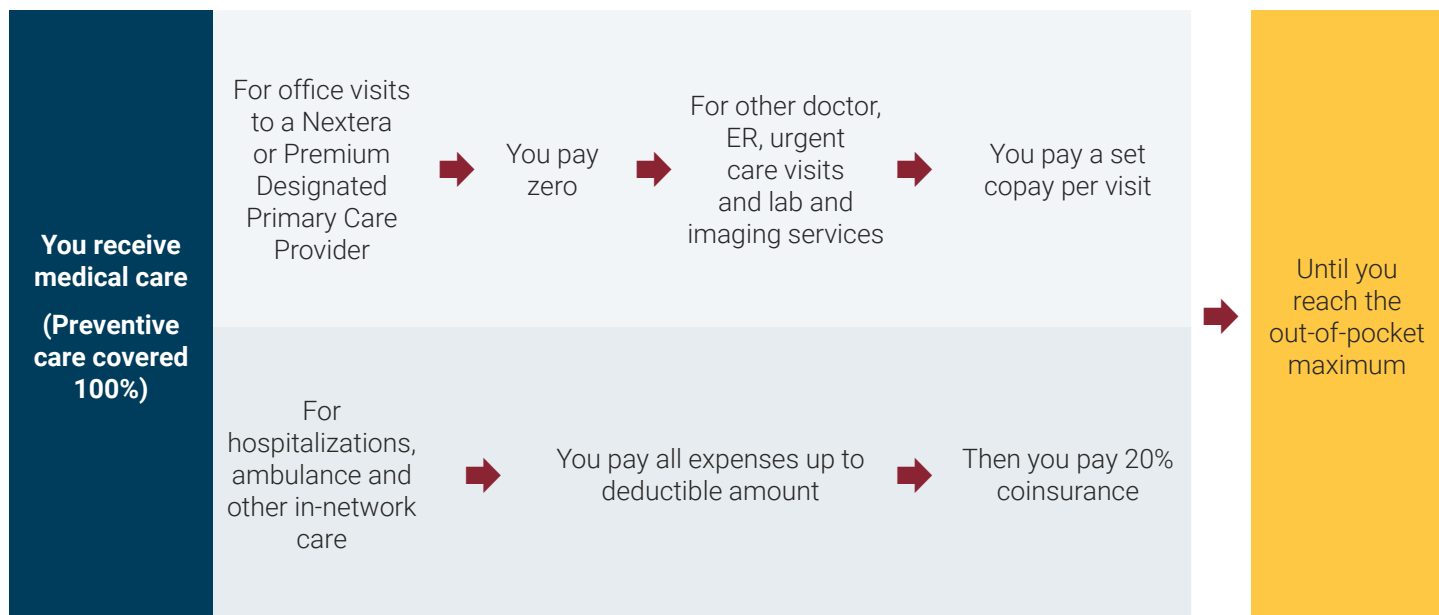 You receive
medical care
(Preventive
care covered
100%)
For office visits
to a Nextera
or Premium
Designated
Primary Care
Provider
You pay
zero
For other doctor,
ER, urgent
care visits
and lab and
imaging services
You pay a set
copay per visit
For
hospitalizations,
ambulance and
other in-network
care
You pay all expenses up to
deductible amount
Then you pay 20%
coinsurance
Until you
reach the
out-of-pocket
maximum